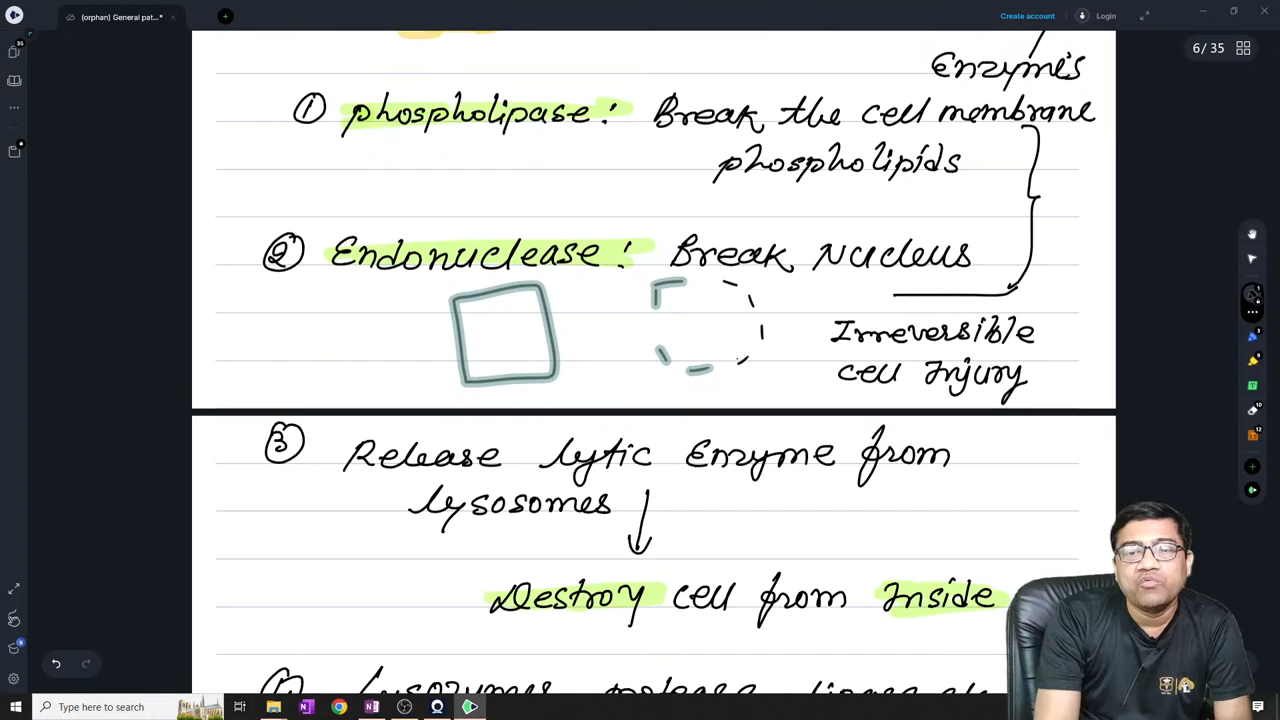 (orphan) General pat...*
Create account
Login
35
6/35
Enzymes
① phospholipase: Break the cell membrane
phospholipids
② Endonuclease: Break Nucleus
Irreversible
cell Injury
③ Release lytic Enzyme from
lysosomes
Destroy cell from Inside
Type here to search